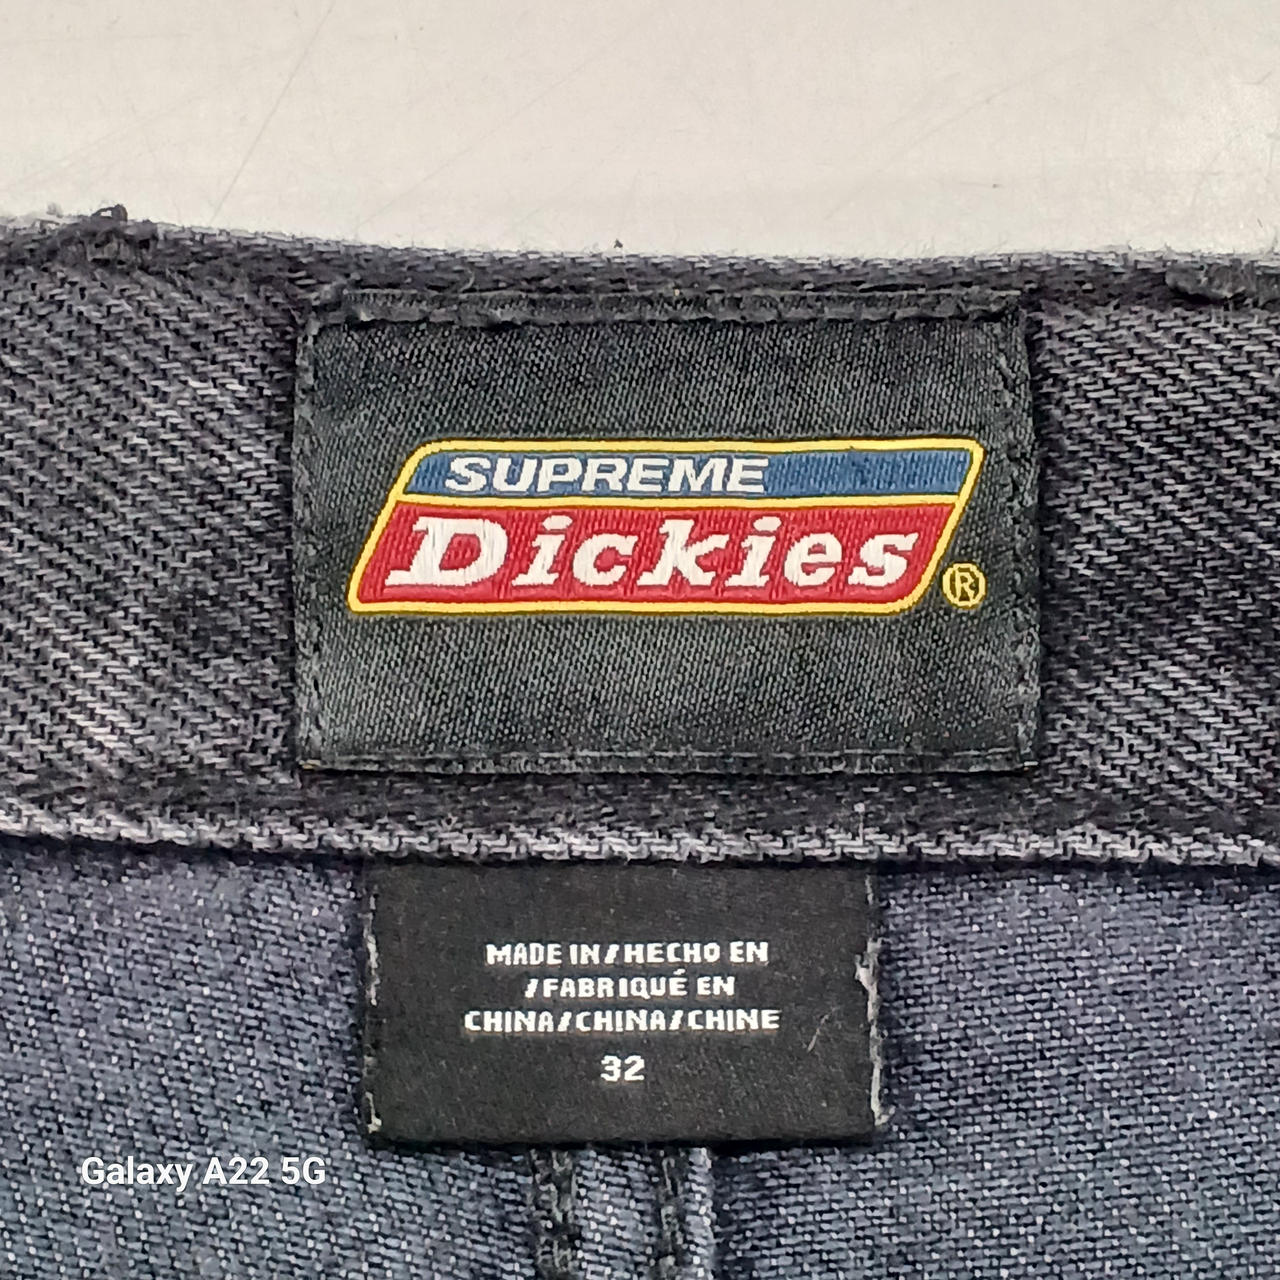 SUPREME
Dickies ®
MADE IN/HECHO EN
/FABRIQUÉ EN
CHINA/CHINA/CHINE
32
Galaxy A22 5G